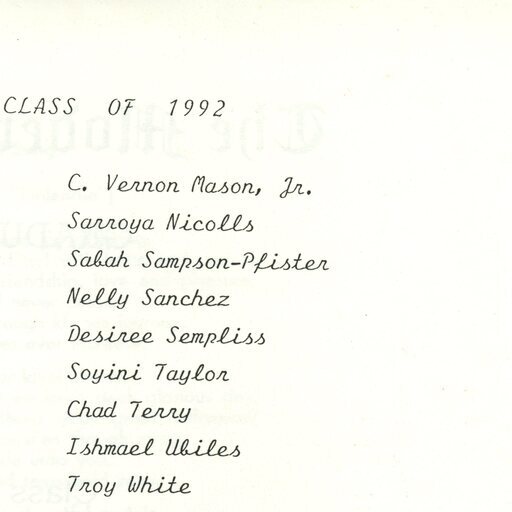 CLASS OF 1992
C. Vernon Mason, Jr.
Sarroya Nicolls
Sabah Sampson-Pfister
Nelly Sanchez
Desiree Sempliss
Soyini Taylor
Chad Terry
Ishmael Ubiles
Troy White